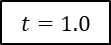 t = 1.0